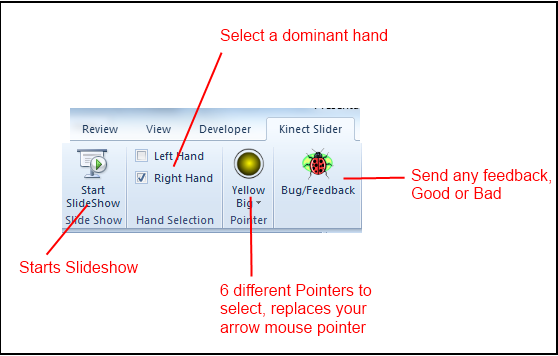 Select a dominant hand
Review View Developer Kinect Slider
Left Hand
Right Hand
Start
SlideShow
Yellow
Big
Bug/Feedback
Slide Show Hand Selection Pointer
Send any feedback,
Good or Bad
Starts Slideshow
6 different Pointers to
select, replaces your
arrow mouse pointer